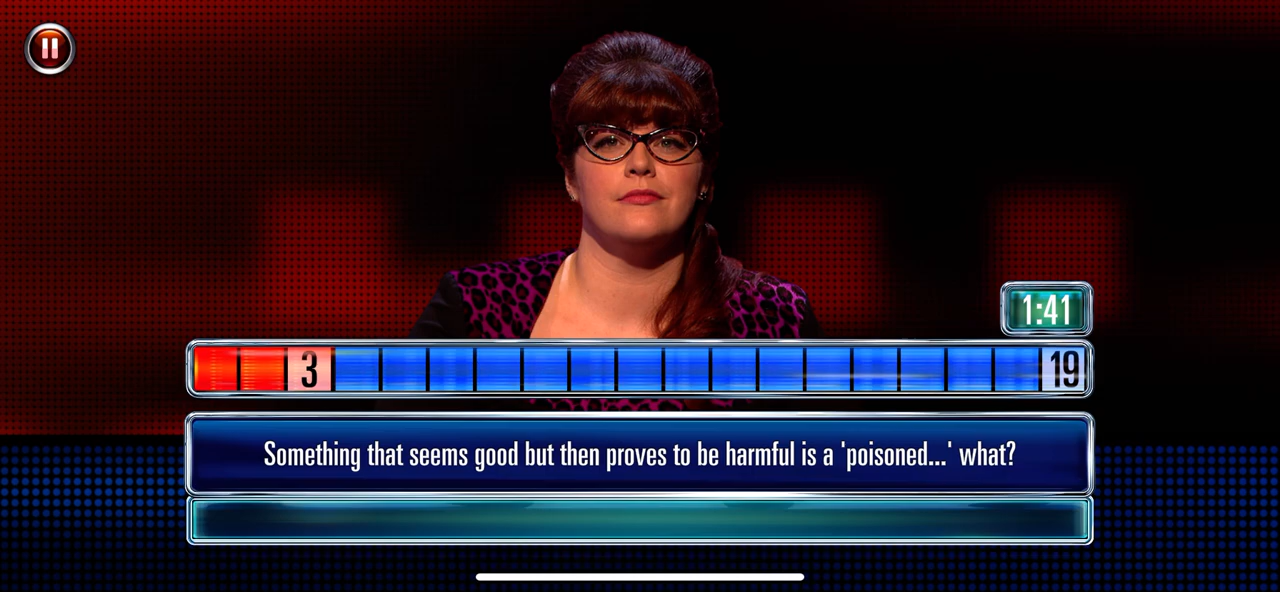 1:41
3
19
Something that seems good but then proves to be harmful is a 'poisoned...' what?